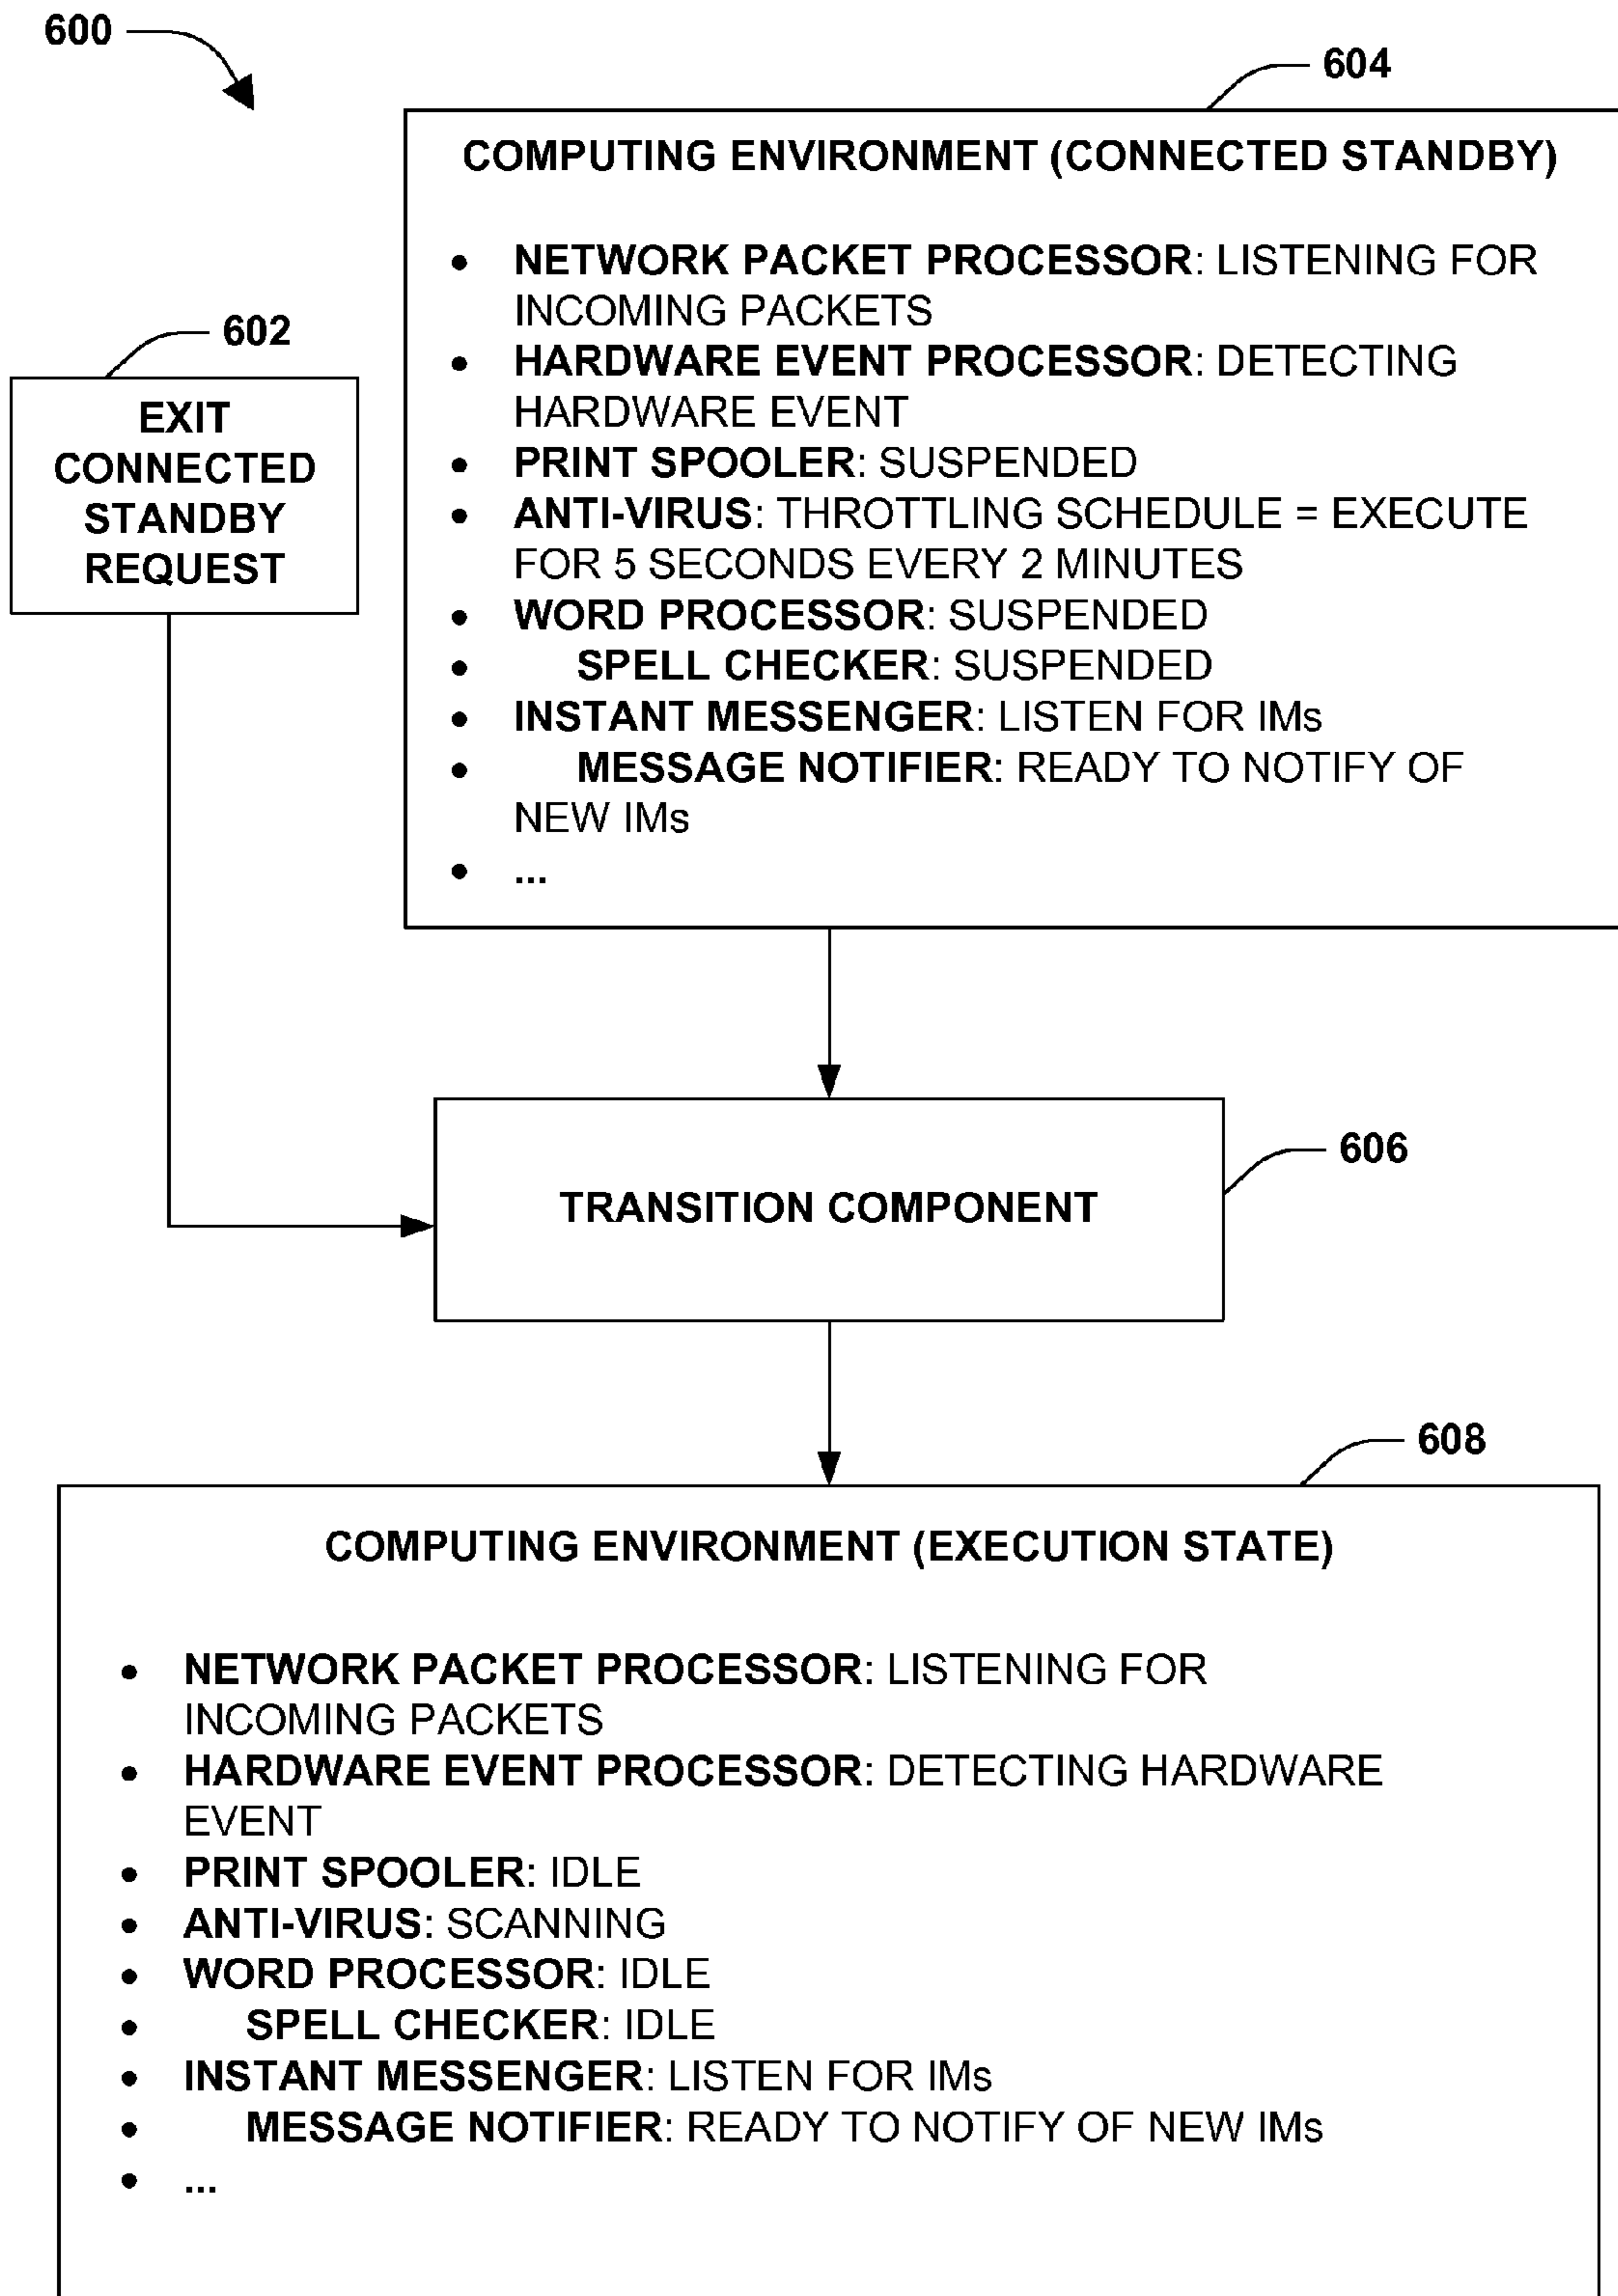 600
604
COMPUTING ENVIRONMENT (CONNECTED STANDBY)
• NETWORK PACKET PROCESSOR: LISTENING FOR
INCOMING PACKETS
• HARDWARE EVENT PROCESSOR: DETECTING
HARDWARE EVENT
• PRINT SPOOLER: SUSPENDED
• ANTI-VIRUS: THROTTLING SCHEDULE = EXECUTE
FOR 5 SECONDS EVERY 2 MINUTES
• WORD PROCESSOR: SUSPENDED
• SPELL CHECKER: SUSPENDED
• INSTANT MESSENGER: LISTEN FOR IMs
• MESSAGE NOTIFIER: READY TO NOTIFY OF
NEW IMs
• ...
602
EXIT
CONNECTED
STANDBY
REQUEST
606
TRANSITION COMPONENT
608
COMPUTING ENVIRONMENT (EXECUTION STATE)
• NETWORK PACKET PROCESSOR: LISTENING FOR
INCOMING PACKETS
• HARDWARE EVENT PROCESSOR: DETECTING HARDWARE
EVENT
• PRINT SPOOLER: IDLE
• ANTI-VIRUS: SCANNING
• WORD PROCESSOR: IDLE
• SPELL CHECKER: IDLE
• INSTANT MESSENGER: LISTEN FOR IMs
• MESSAGE NOTIFIER: READY TO NOTIFY OF NEW IMs
• ...